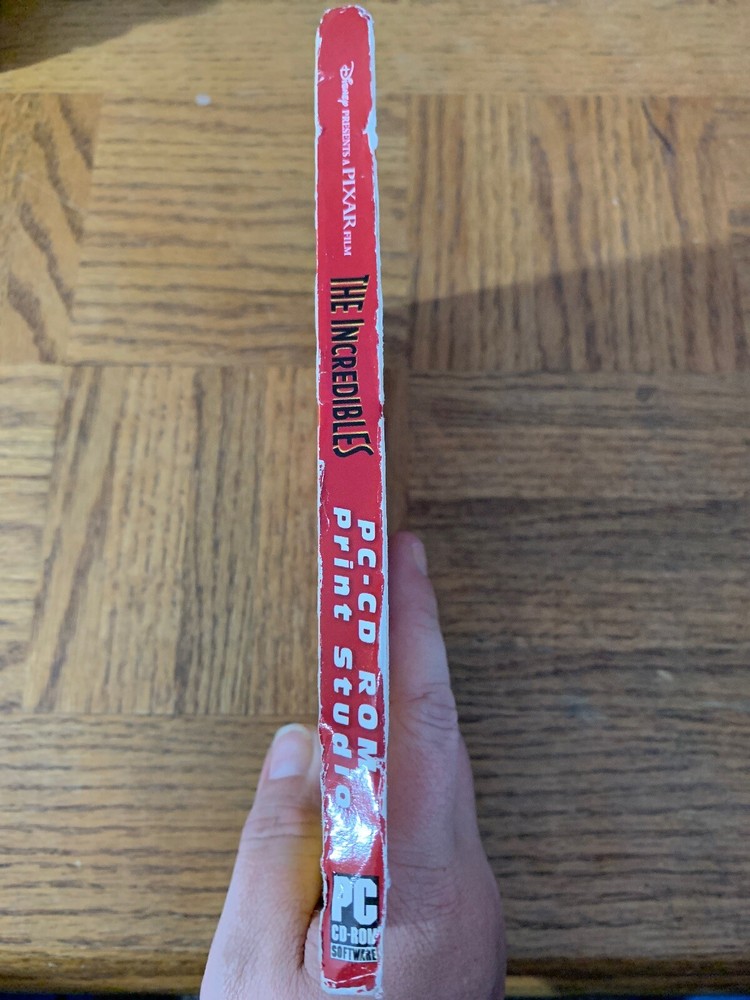 Disney PRESENTS A PIXAR FILM
THE INCREDIBLES
PC-CD ROM
Print Studio
PC
CD-ROM
SOFTWARE